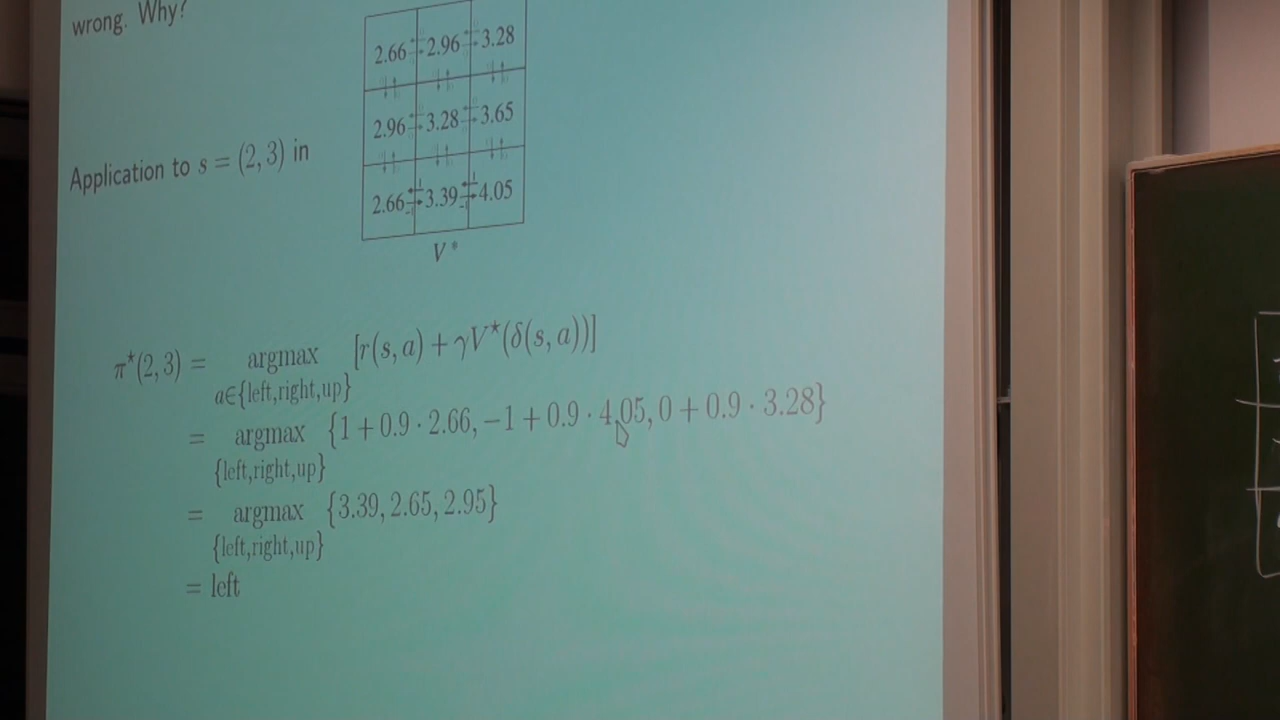 wrong. Why?
2.66 2.96 3.28
2.96 3.28 3.65
Application to s = (2, 3) in
2.66 3.39 4.05
V*
π*(2,3) = argmax [r(s, a) + γV*(δ(s, a))]
a∈{left,right,up}
= argmax {1 + 0.9 · 2.66, −1 + 0.9 · 4.05, 0 + 0.9 · 3.28}
{left,right,up}
= argmax {3.39, 2.65, 2.95}
{left,right,up}
= left